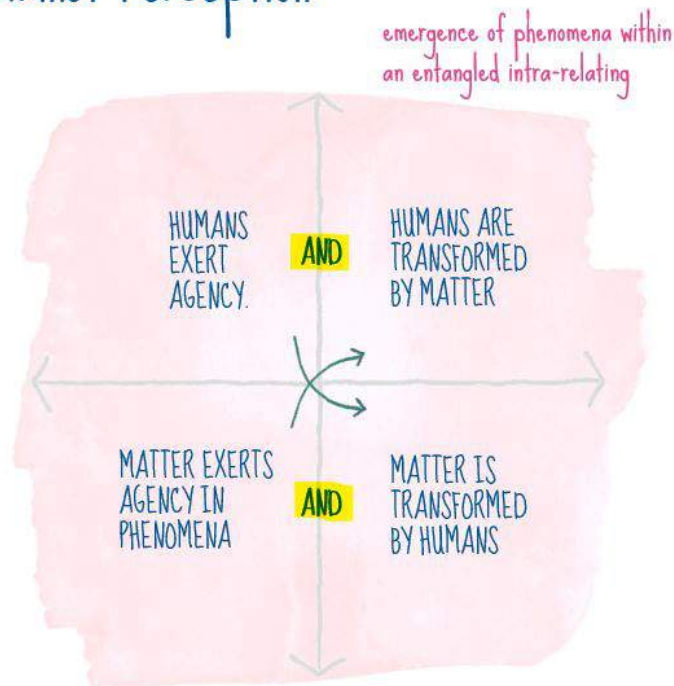 Perception
emergence of phenomena within
an entangled intra-relating
HUMANS
EXERT
AGENCY.
AND
HUMANS ARE
TRANSFORMED
BY MATTER
MATTER EXERTS
AGENCY IN
PHENOMENA
AND
MATTER IS
TRANSFORMED
BY HUMANS